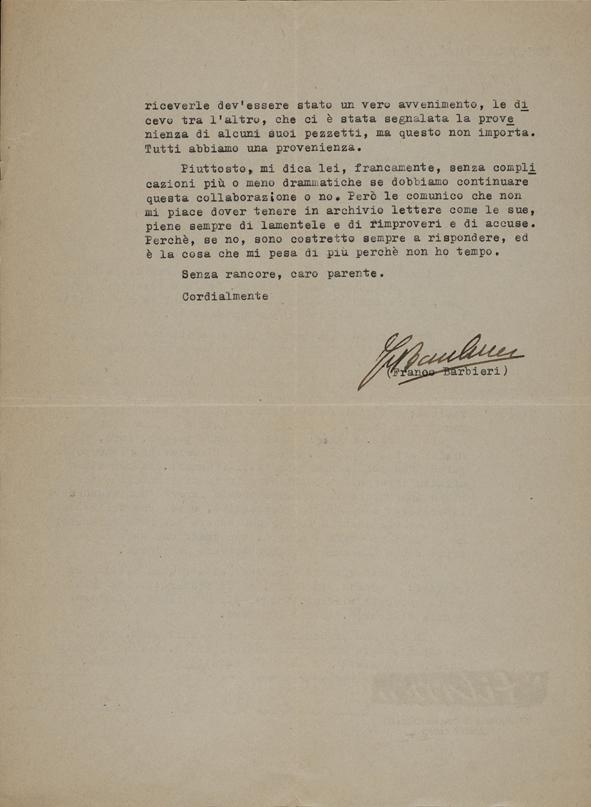 riceverle dev'essere stato un vero avvenimento, le di
cevo tra l'altro, che ci è stata segnalata la prove
nienza di alcuni suoi pezzetti, ma questo non importa.
Tutti abbiamo una provenienza.
Piuttosto, mi dica lei, francamente, senza compli
cazioni più o meno drammatiche se dobbiamo continuare
questa collaborazione o no. Però le comunico che non
mi piace dover tenere in archivio lettere come le sue,
piene sempre di lamentele e di rimproveri e di accuse.
Perchè, se no, sono costretto sempre a rispondere, ed
è la cosa che mi pesa di più perchè non ho tempo.
Senza rancore, caro parente.
Cordialmente
(Franco Barbieri)